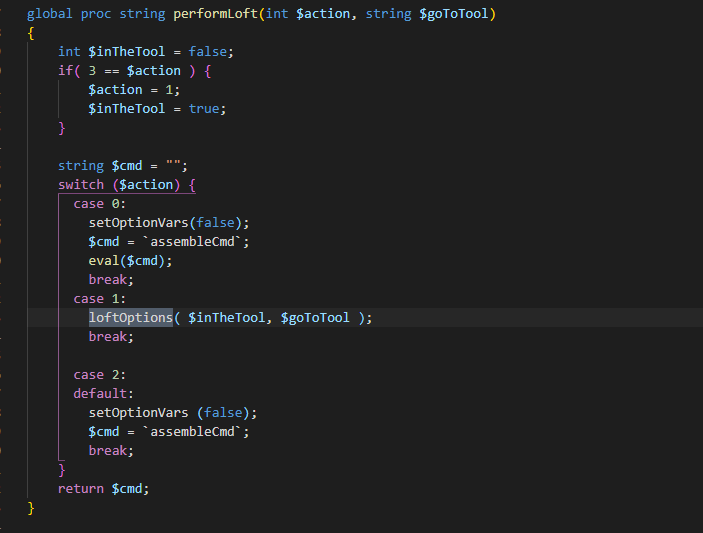 global proc string performLoft(int $action, string $goToTool)
{
    int $inTheTool = false;
    if( 3 == $action ) {
        $action = 1;
        $inTheTool = true;
    }

    string $cmd = "";
    switch ($action) {
      case 0:
        setOptionVars(false);
        $cmd = `assembleCmd`;
        eval($cmd);
        break;
      case 1:
        loftOptions( $inTheTool, $goToTool );
        break;

      case 2:
      default:
        setOptionVars (false);
        $cmd = `assembleCmd`;
        break;
    }
    return $cmd;
}